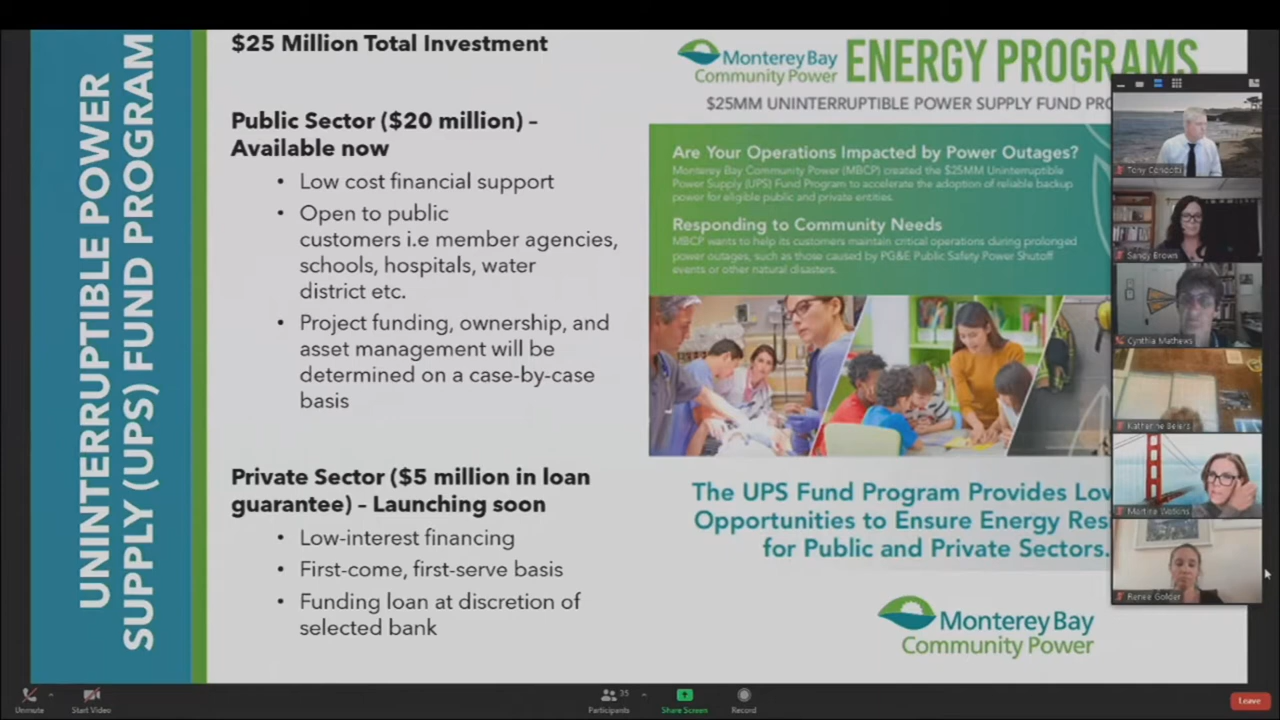 UNINTERRUPTIBLE POWER
SUPPLY (UPS) FUND PROGRAM
$25 Million Total Investment
Public Sector ($20 million) –
Available now
• Low cost financial support
• Open to public
customers i.e member agencies,
schools, hospitals, water
district etc.
• Project funding, ownership, and
asset management will be
determined on a case-by-case
basis
Private Sector ($5 million in loan
guarantee) – Launching soon
• Low-interest financing
• First-come, first-serve basis
• Funding loan at discretion of
selected bank
Monterey Bay
Community Power
ENERGY PROGRAMS
$25MM UNINTERRUPTIBLE POWER SUPPLY FUND PRO
Are Your Operations Impacted by Power Outages?
Monterey Bay Community Power (MBCP) created the $25MM Uninterruptible
Power Supply (UPS) Fund Program to accelerate the adoption of reliable backup
power for eligible public and private entities.
Responding to Community Needs
MBCP wants to help its customers maintain critical operations during prolonged
power outages, such as those caused by PG&E Public Safety Power Shutoff
events or other natural disasters.
The UPS Fund Program Provides Low
Opportunities to Ensure Energy Res
for Public and Private Sectors.
Monterey Bay
Community Power
Tony Condotti
Sandy Brown
Cynthia Mathews
Katherine Beiers
Martine Watkins
Renee Golder
Unmute
Start Video
Participants
35
Share Screen
Record
Leave